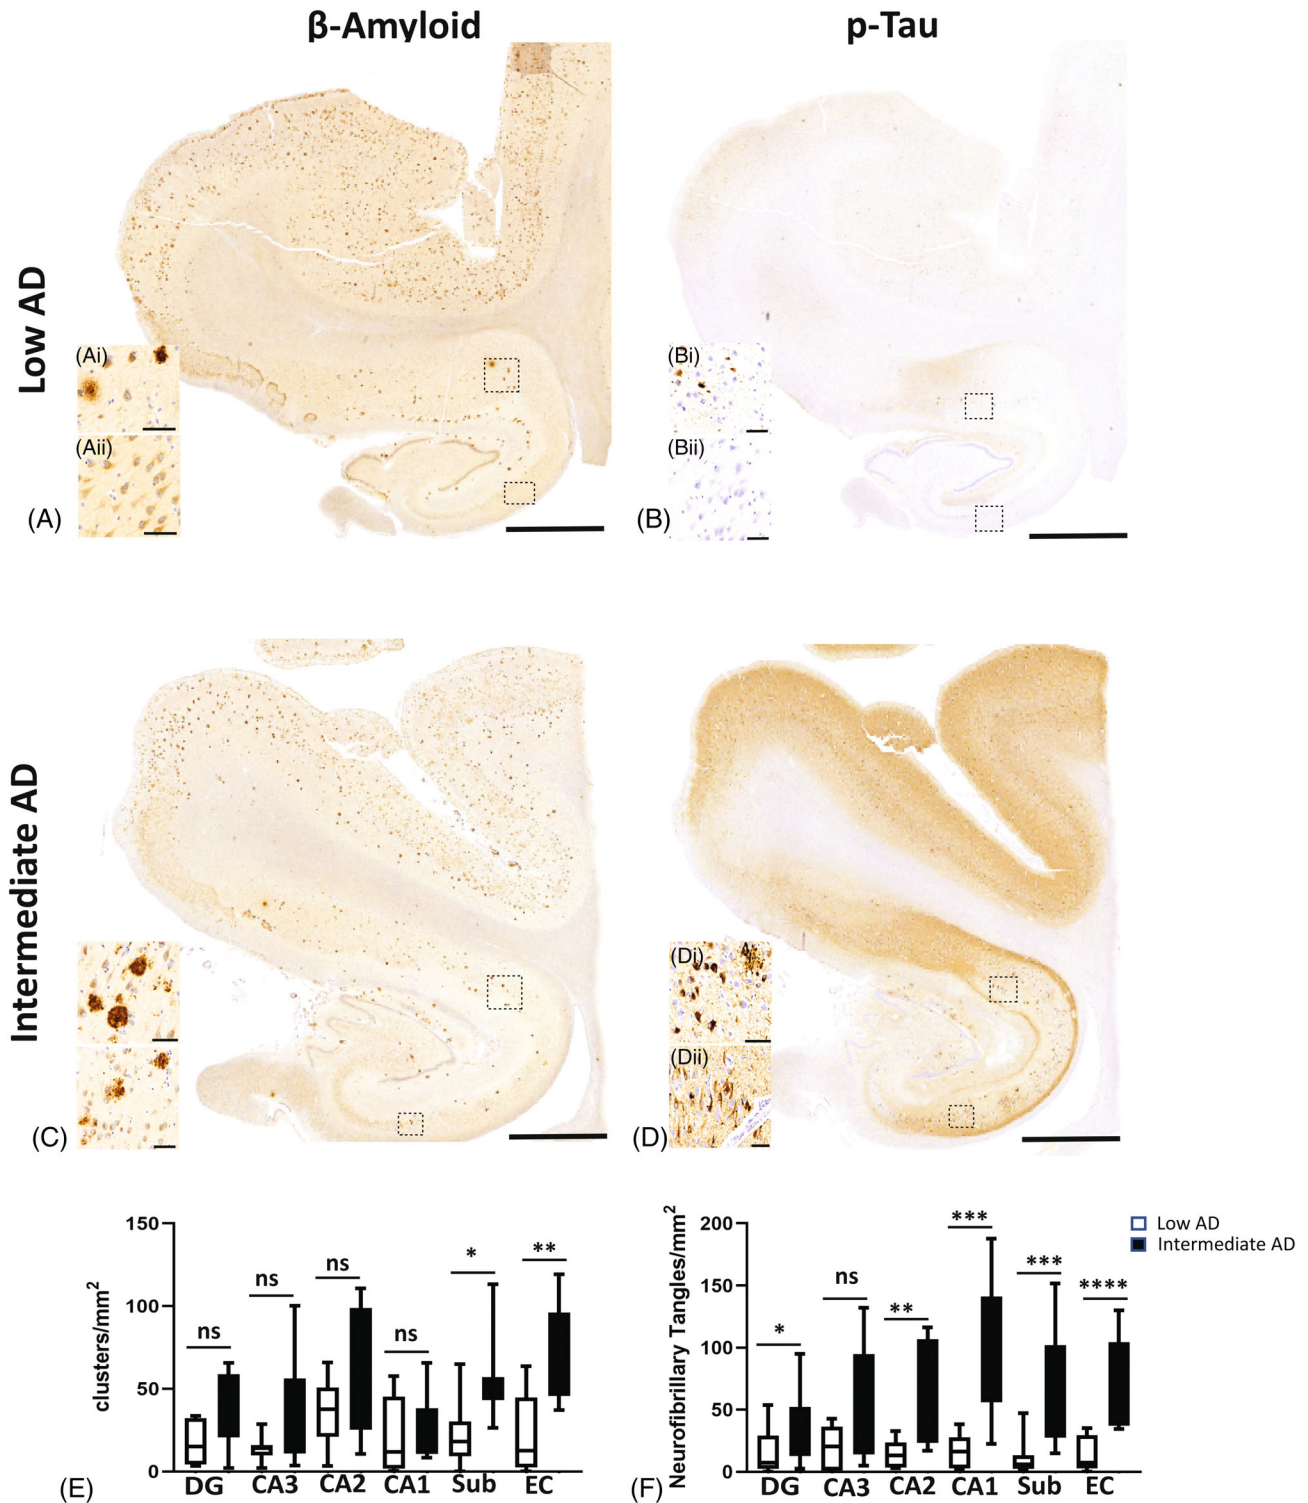 β-Amyloid
p-Tau
Low AD
(Ai)
(Aii)
(A)
(Bi)
(Bii)
(B)
Intermediate AD
(C)
(Di)
(Dii)
(D)
clusters/mm²
150
100
50
0
ns
ns
ns
ns
*
**
DG CA3 CA2 CA1 Sub EC
(E)
Neurofibrillary Tangles/mm²
200
150
100
50
0
*
ns
**
***
***
****
DG CA3 CA2 CA1 Sub EC
(F)
Low AD
Intermediate AD